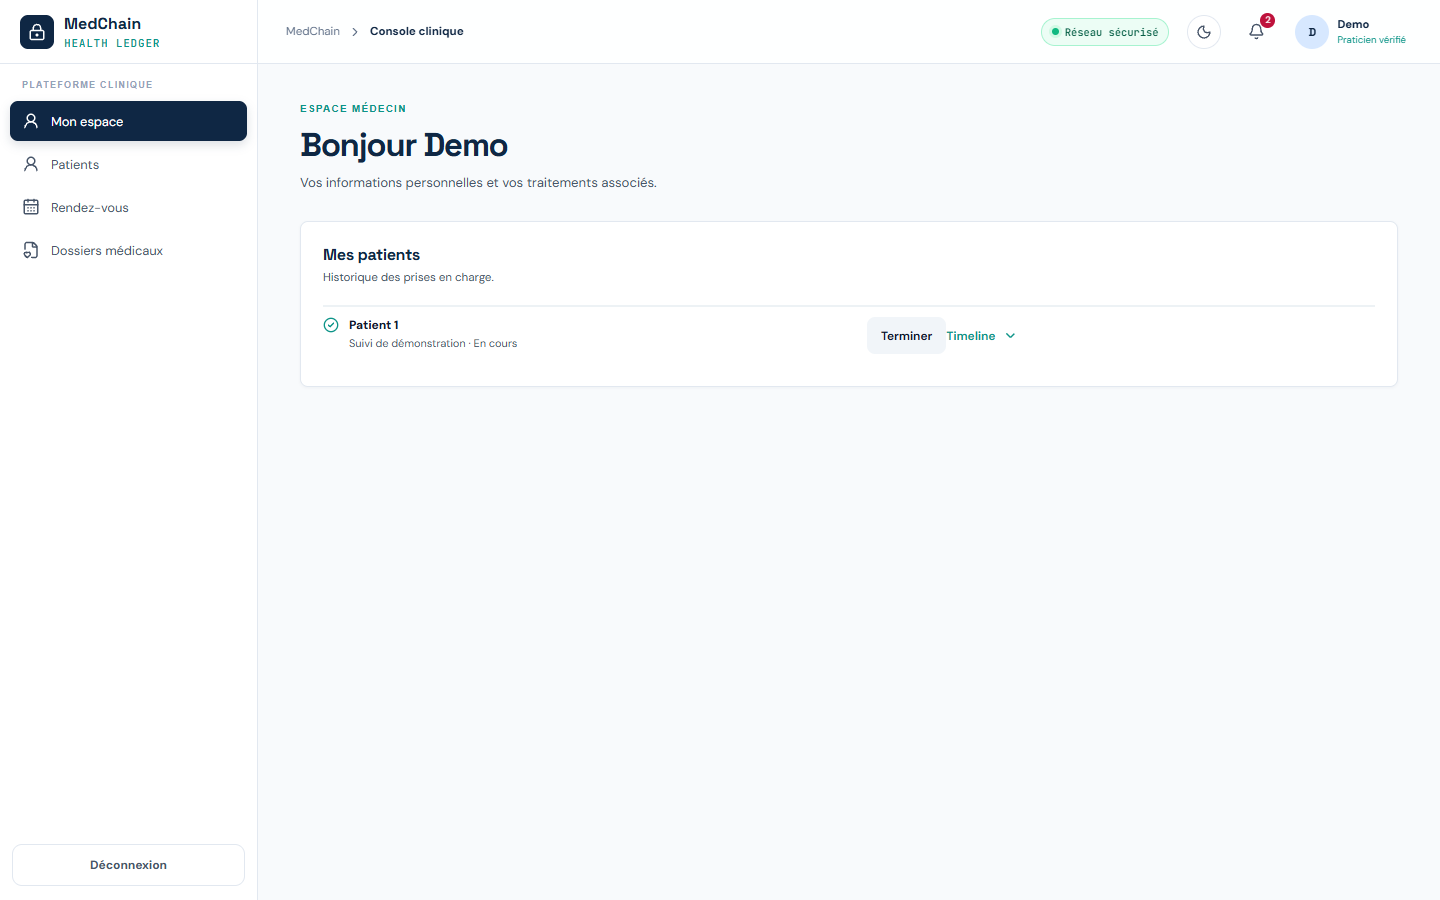 MedChain
HEALTH LEDGER
MedChain
Console clinique
Réseau sécurisé
2
D
Demo
Praticien vérifié
PLATEFORME CLINIQUE
Mon espace
Patients
Rendez-vous
Dossiers médicaux
ESPACE MÉDECIN
Bonjour Demo
Vos informations personnelles et vos traitements associés.
Mes patients
Historique des prises en charge.
Patient 1
Suivi de démonstration · En cours
Terminer
Timeline
Déconnexion